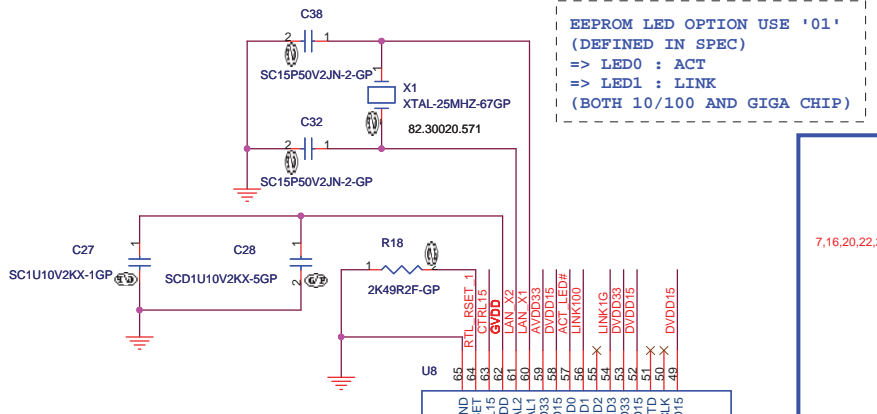 C38
2
1
SC15P50V2JN-2-GP
1
X1
XTAL-25MHZ-67GP
82.30020.571
C32
2
1
SC15P50V2JN-2-GP
EEPROM LED OPTION USE '01'
(DEFINED IN SPEC)
=> LED0 : ACT
=> LED1 : LINK
(BOTH 10/100 AND GIGA CHIP)
7,16,20,22,
C27
1
SC1U10V2KX-1GP
C28
1
2
SCD1U10V2KX-5GP
R18
1
2K49R2F-GP
RTL_RSET_1
CTRL15
GVDD
LAN_X2
LAN_X1
AVDD33
DVDD15
ACT_LED#
LINK100
LINK1G
DVDD33
DVDD15
DVDD15
U8
65
64
63
62
61
60
59
58
57
56
55
54
53
52
51
50
49